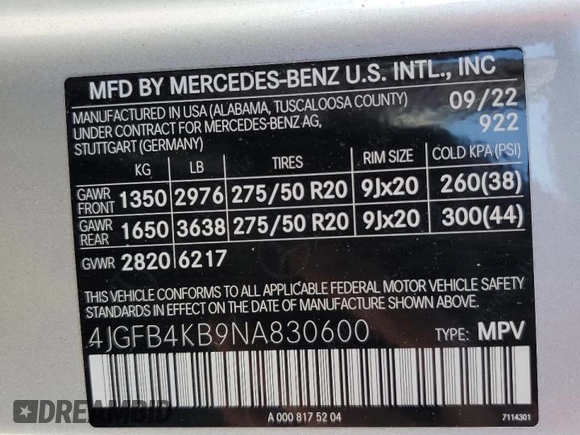 MFD BY MERCEDES-BENZ U.S. INTL., INC
MANUFACTURED IN USA (ALABAMA, TUSCALOOSA COUNTY) 09/22
UNDER CONTRACT FOR MERCEDES-BENZ AG, 922
STUTTGART (GERMANY)
KG LB TIRES RIM SIZE COLD KPA (PSI)
GAWR FRONT 1350 2976 275/50 R20 9Jx20 260(38)
GAWR REAR 1650 3638 275/50 R20 9Jx20 300(44)
GVWR 2820 6217
THIS VEHICLE CONFORMS TO ALL APPLICABLE FEDERAL MOTOR VEHICLE SAFETY
STANDARDS IN EFFECT ON THE DATE OF MANUFACTURE SHOWN ABOVE.
4JGFB4KB9NA830600 TYPE: MPV
A 000 817 52 04
7114301
DREAMBID